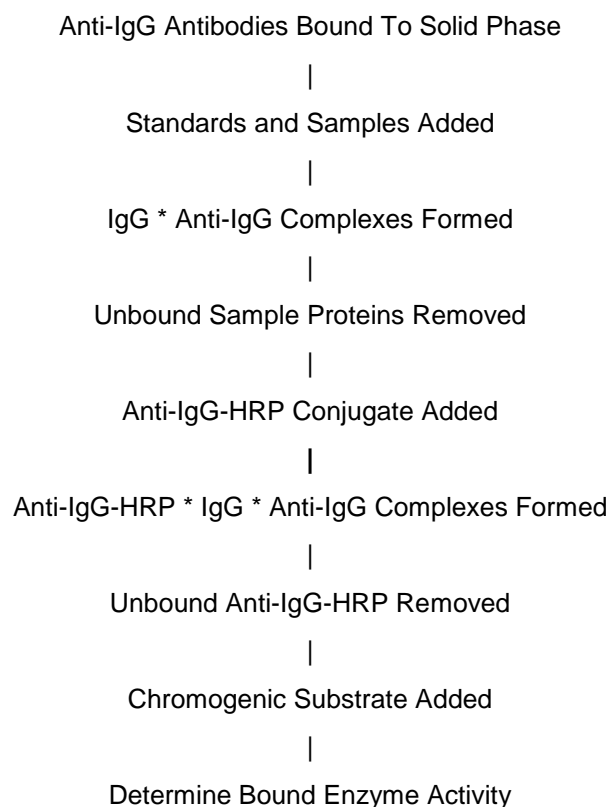 Anti-IgG Antibodies Bound To Solid Phase
|
Standards and Samples Added
|
IgG * Anti-IgG Complexes Formed
|
Unbound Sample Proteins Removed
|
Anti-IgG-HRP Conjugate Added
|
Anti-IgG-HRP * IgG * Anti-IgG Complexes Formed
|
Unbound Anti-IgG-HRP Removed
|
Chromogenic Substrate Added
|
Determine Bound Enzyme Activity